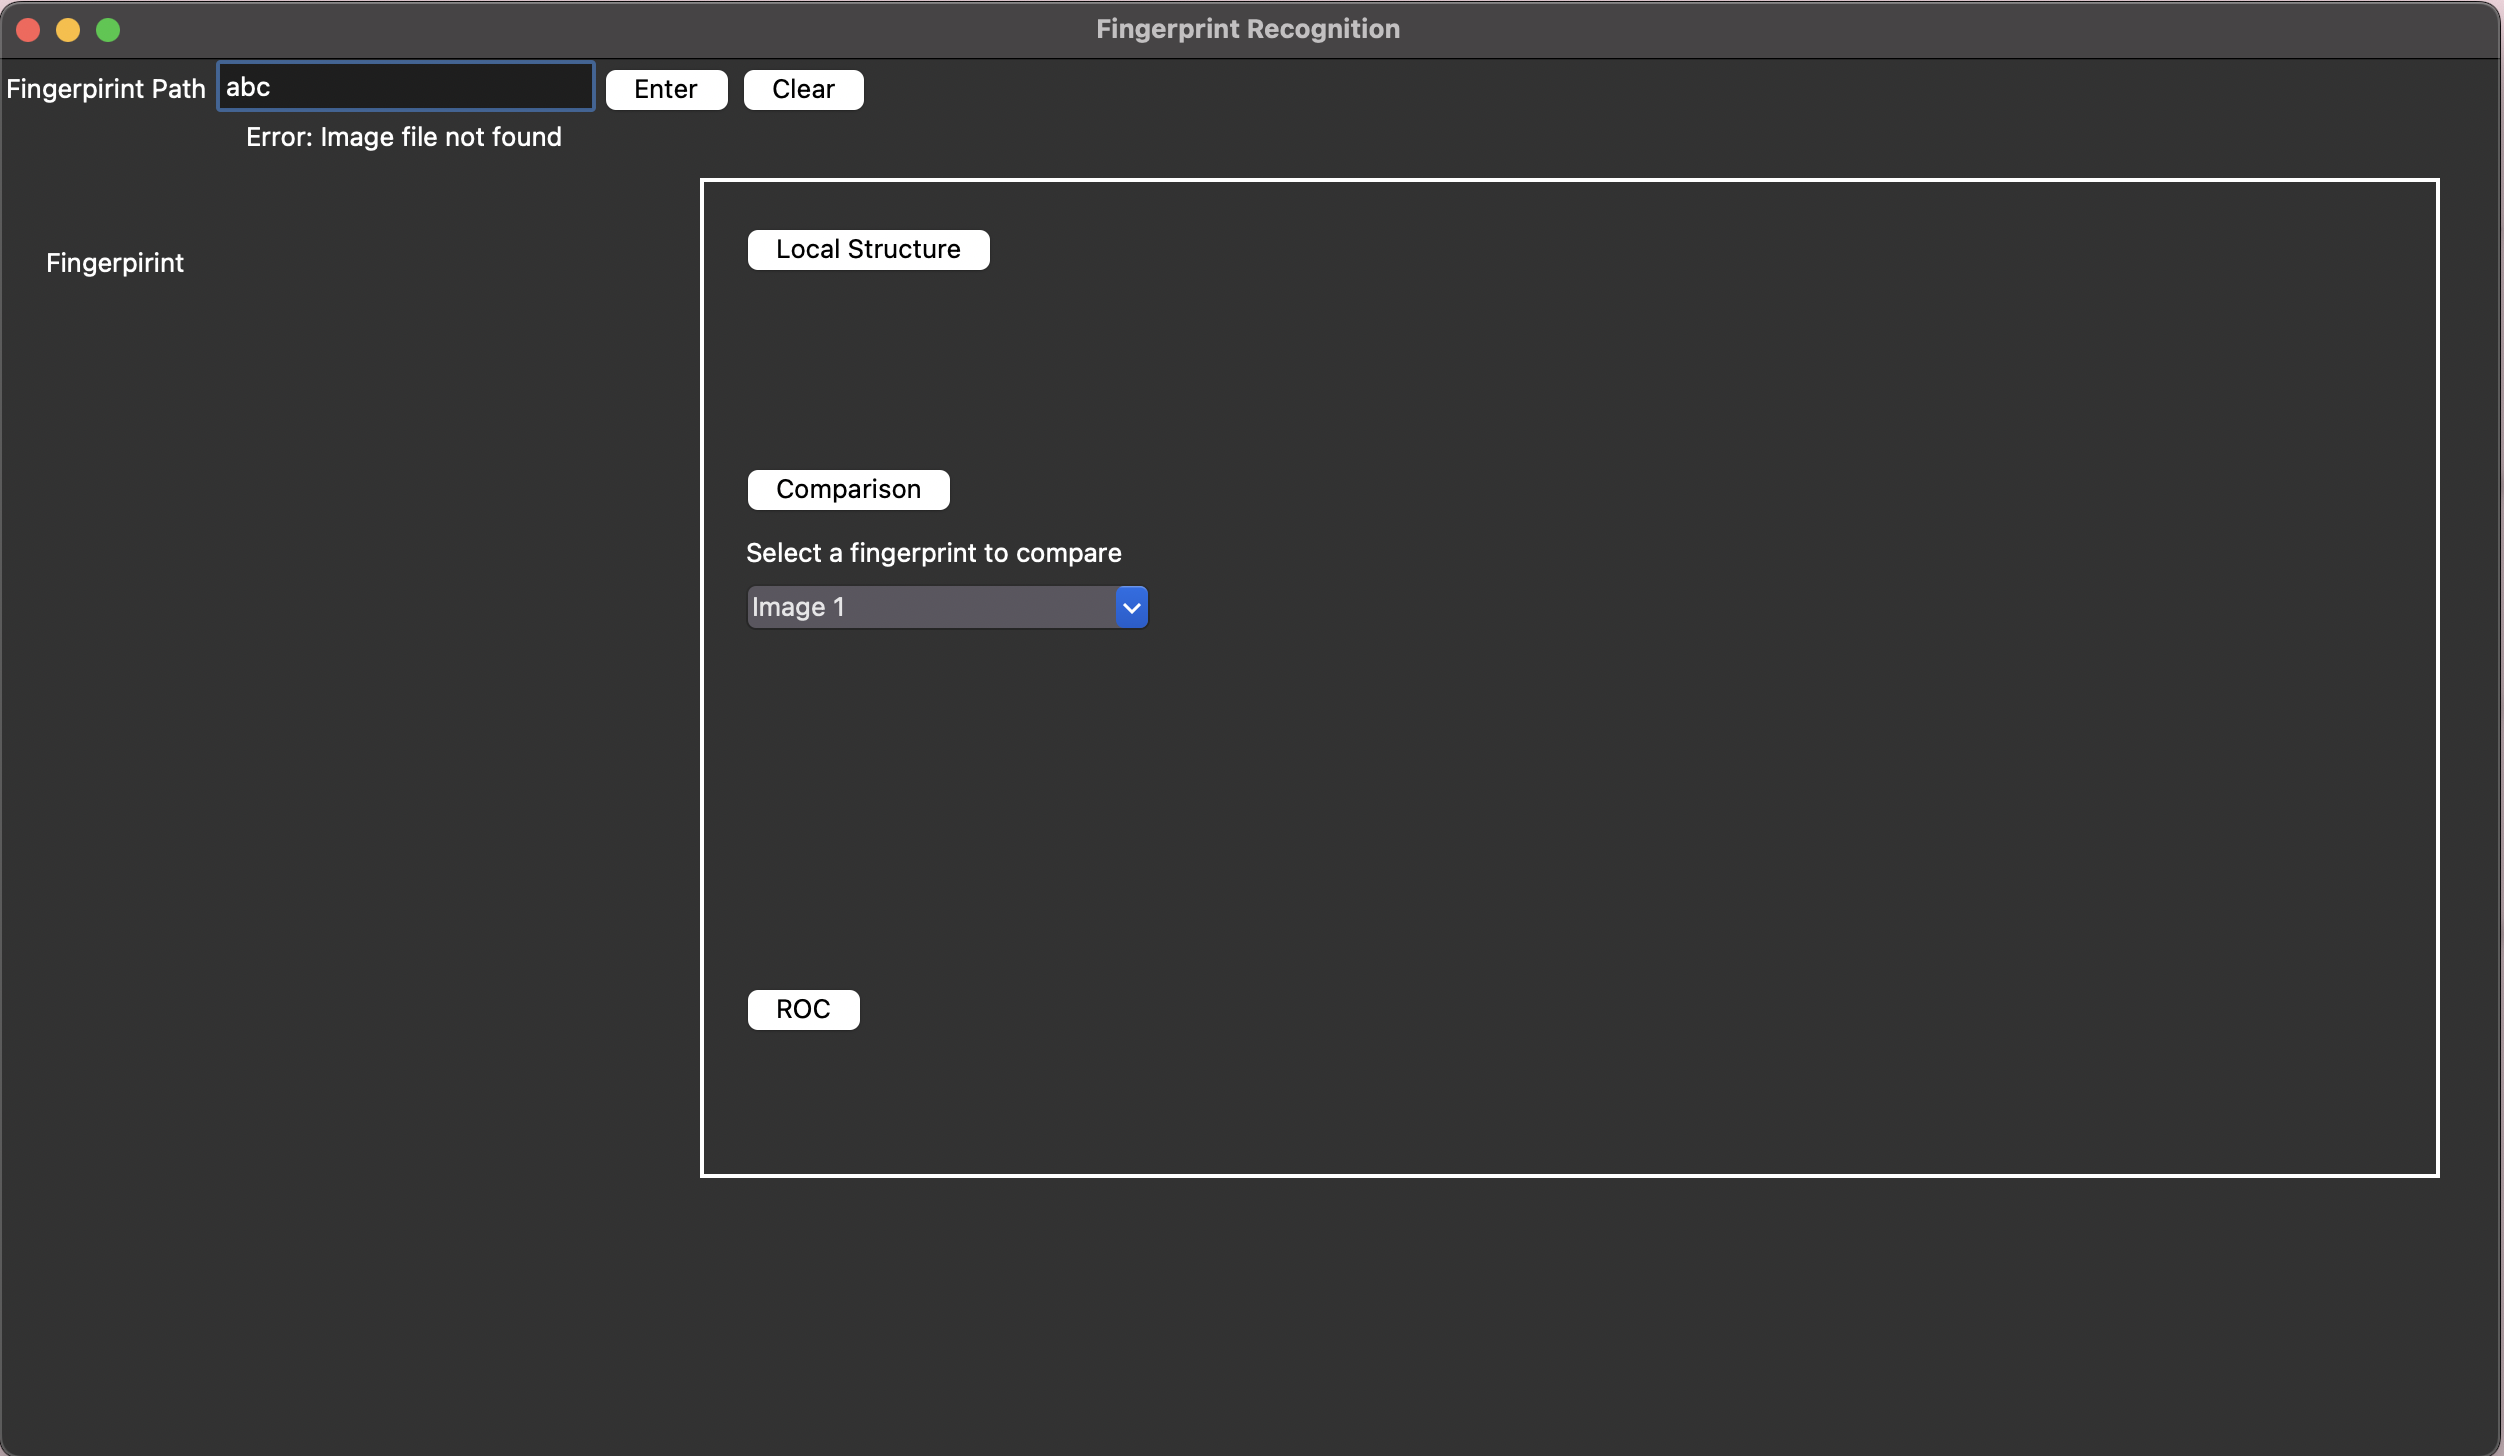 Fingerprint Recognition
Fingerpirint Path abc Enter Clear
Error: Image file not found
Local Structure
Fingerpirint
Comparison
Select a fingerprint to compare
Image 1
ROC